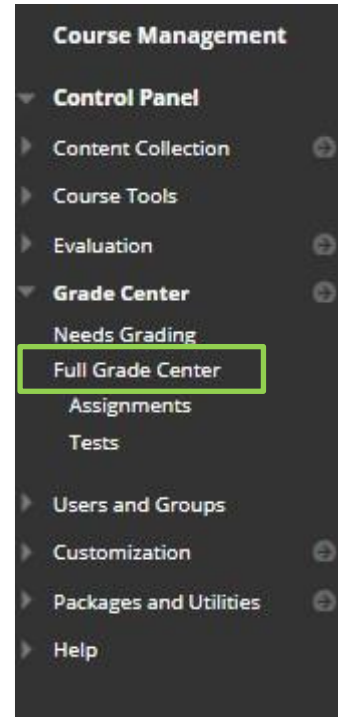 Course Management
Control Panel
Content Collection
Course Tools
Evaluation
Grade Center
Needs Grading
Full Grade Center
Assignments
Tests
Users and Groups
Customization
Packages and Utilities
Help